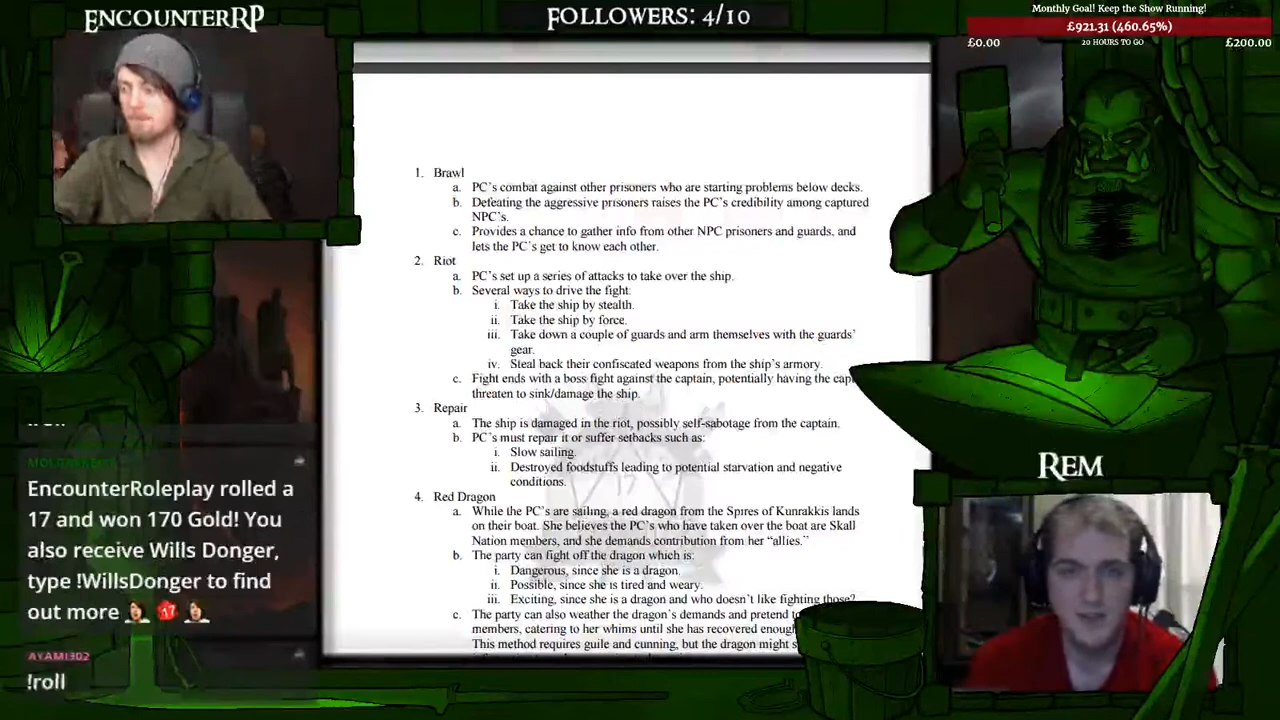 EncounterRP
Followers: 4/10
Monthly Goal! Keep the Show Running!
£921.31 (460.65%)
£0.00
20 HOURS TO GO
£200.00
1. Brawl
a. PC's combat against other prisoners who are starting problems below decks.
b. Defeating the aggressive prisoners raises the PC's credibility among captured
NPC's.
c. Provides a chance to gather info from other NPC prisoners and guards, and
lets the PC's get to know each other.
2. Riot
a. PC's set up a series of attacks to take over the ship.
b. Several ways to drive the fight:
i. Take the ship by stealth.
ii. Take the ship by force.
iii. Take down a couple of guards and arm themselves with the guards'
gear.
iv. Steal back their confiscated weapons from the ship's armory.
c. Fight ends with a boss fight against the captain, potentially having the
threaten to sink/damage the ship.
3. Repair
a. The ship is damaged in the riot, possibly self-sabotage from the captain.
b. PC's must repair it or suffer setbacks such as:
i. Slow sailing.
ii. Destroyed foodstuffs leading to potential starvation and negative
conditions.
4. Red Dragon
a. While the PC's are sailing, a red dragon from the Spires of Kunrakkis lands
on their boat. She believes the PC's who have taken over the boat are Skall
Nation members, and she demands contribution from her “allies.”
b. The party can fight off the dragon which is:
i. Dangerous, since she is a dragon.
ii. Possible, since she is tired and weary.
iii. Exciting, since she is a dragon and who doesn't like fighting those?
c. The party can also weather the dragon's demands and pretend
members, catering to her whims until she has recovered
This method requires guile and cunning, but the dragon might
EncounterRoleplay rolled a
17 and won 170 Gold! You
also receive Wills Donger,
type !WillsDonger to find
out more
17
AYAMI302
!roll
Rem